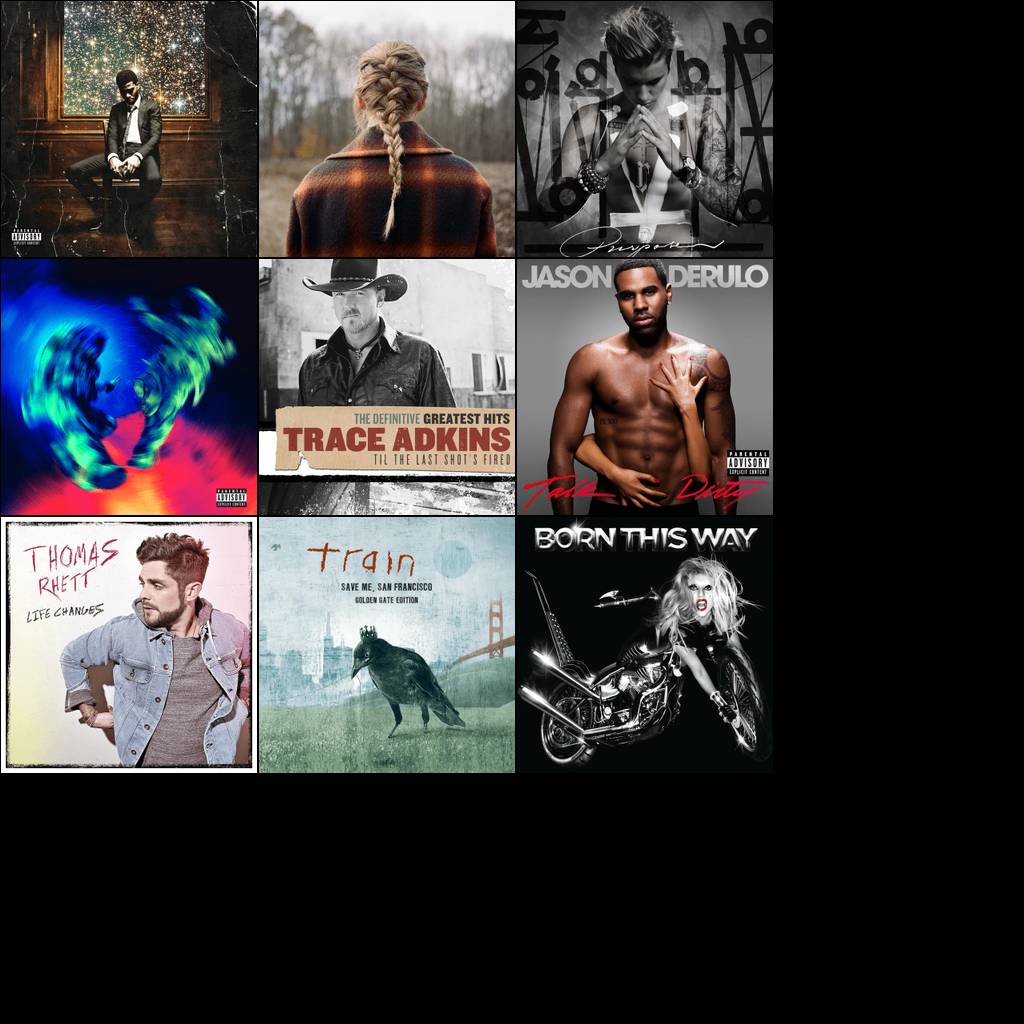 PARENTAL
ADVISORY
EXPLICIT CONTENT
Purpose
PARENTAL
ADVISORY
EXPLICIT CONTENT
THE DEFINITIVE GREATEST HITS
TRACE ADKINS
'TIL THE LAST SHOT'S FIRED
JASON DERULO
PARENTAL
ADVISORY
EXPLICIT CONTENT
Talk Dirty
THOMAS
RHETT
LIFE CHANGES
train
SAVE ME, SAN FRANCISCO
GOLDEN GATE EDITION
BORN THIS WAY